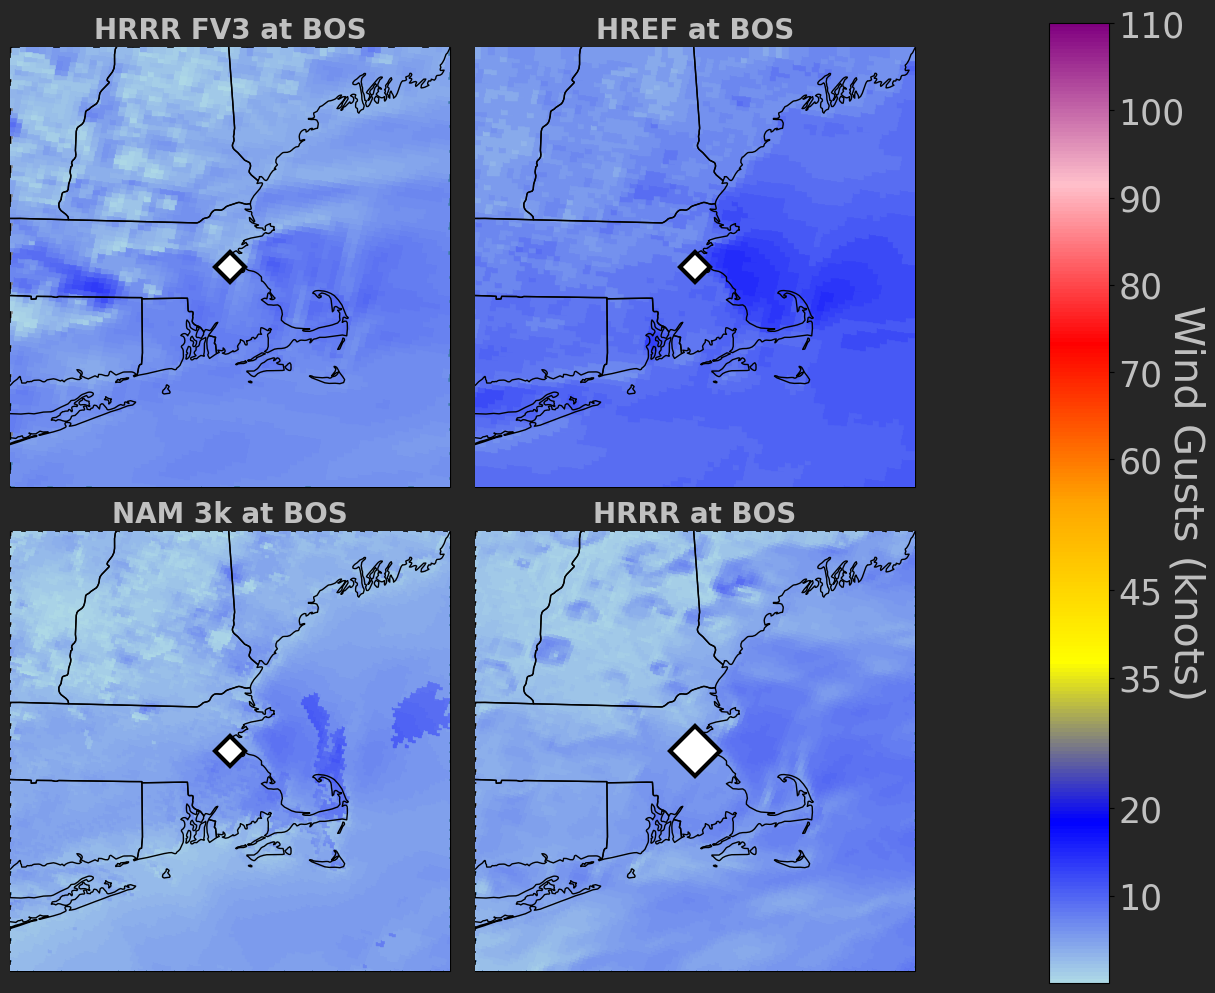 HRRR FV3 at BOS
HREF at BOS
NAM 3k at BOS
HRRR at BOS
110
100
90
80
70
60
45
35
20
10
Wind Gusts (knots)